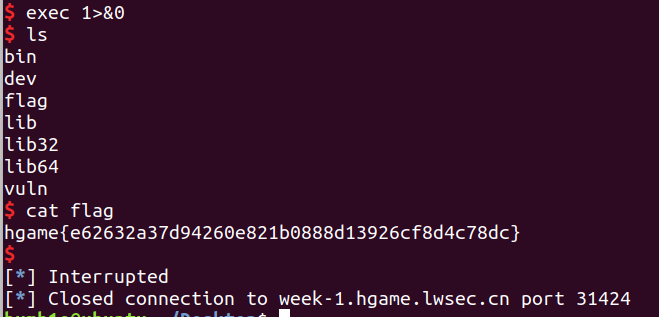 $ exec 1>&0
$ ls
bin
dev
flag
lib
lib32
lib64
vuln
$ cat flag
hgame{e62632a37d94260e821b0888d13926cf8d4c78dc}
$
[*] Interrupted
[*] Closed connection to week-1.hgame.lwsec.cn port 31424